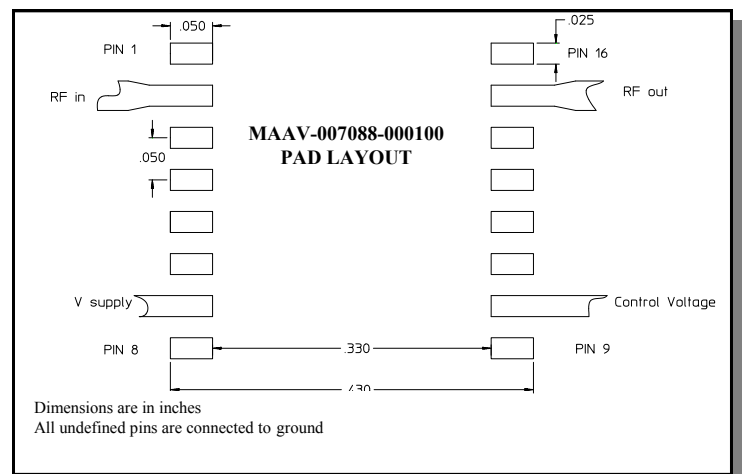 .050
.025
PIN 1
PIN 16
RF in
RF out
MAAV-007088-000100
PAD LAYOUT
.050
V supply
Control Voltage
PIN 8
.330
PIN 9
Dimensions are in inches
All undefined pins are connected to ground